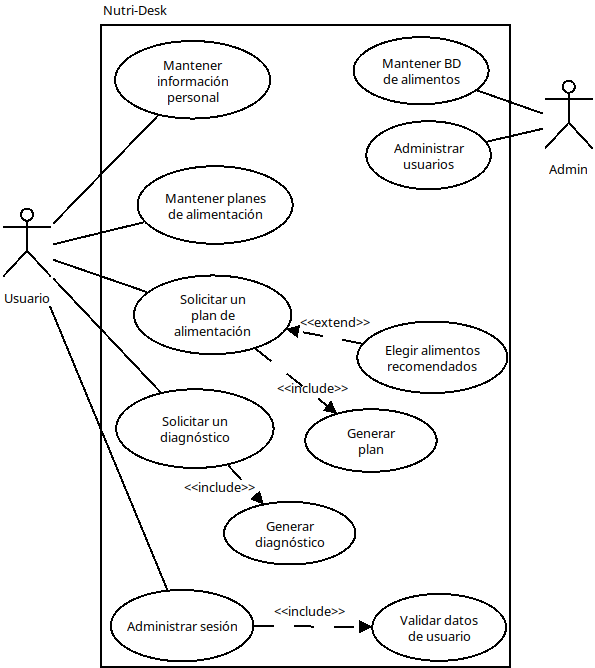 Nutri-Desk
Mantener
información
personal
Mantener BD
de alimentos
Administrar
usuarios
Admin
Mantener planes
de alimentación
Usuario
Solicitar un
plan de
alimentación
<<extend>>
Elegir alimentos
recomendados
<<include>>
Solicitar un
diagnóstico
Generar
plan
<<include>>
Generar
diagnóstico
Administrar sesión
<<include>>
Validar datos
de usuario